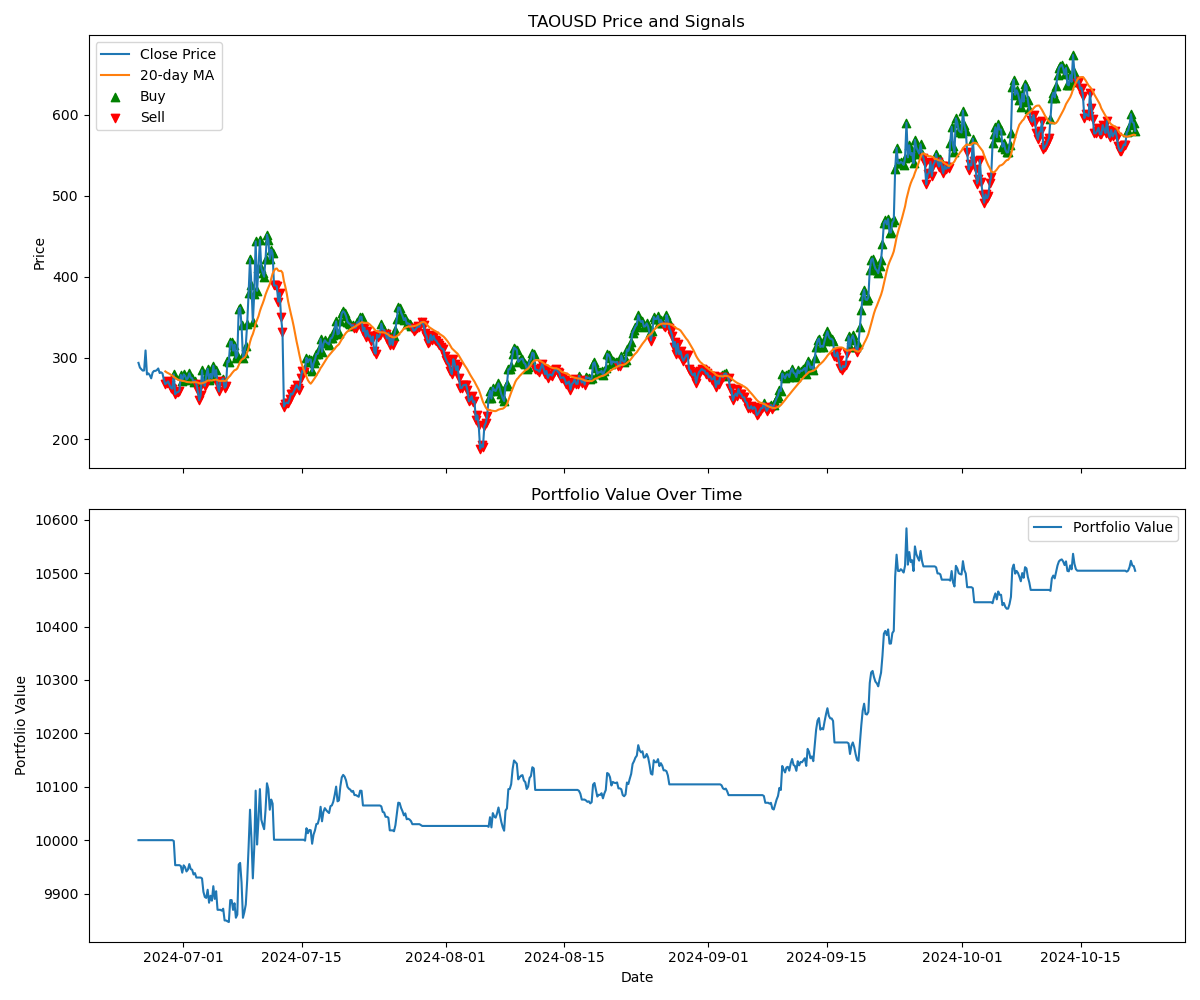 TAOUSD Price and Signals
Close Price
20-day MA
Buy
Sell
600
500
400
300
200
Price
Portfolio Value Over Time
Portfolio Value
10600
10500
10400
10300
10200
10100
10000
9900
Portfolio Value
2024-07-01 2024-07-15 2024-08-01 2024-08-15 2024-09-01 2024-09-15 2024-10-01 2024-10-15
Date